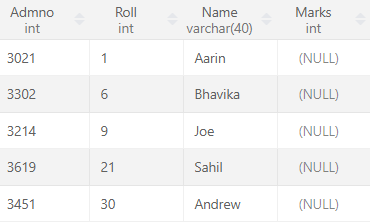 Admno Roll Name Marks
int int varchar(40) int
3021 1 Aarin (NULL)
3302 6 Bhavika (NULL)
3214 9 Joe (NULL)
3619 21 Sahil (NULL)
3451 30 Andrew (NULL)